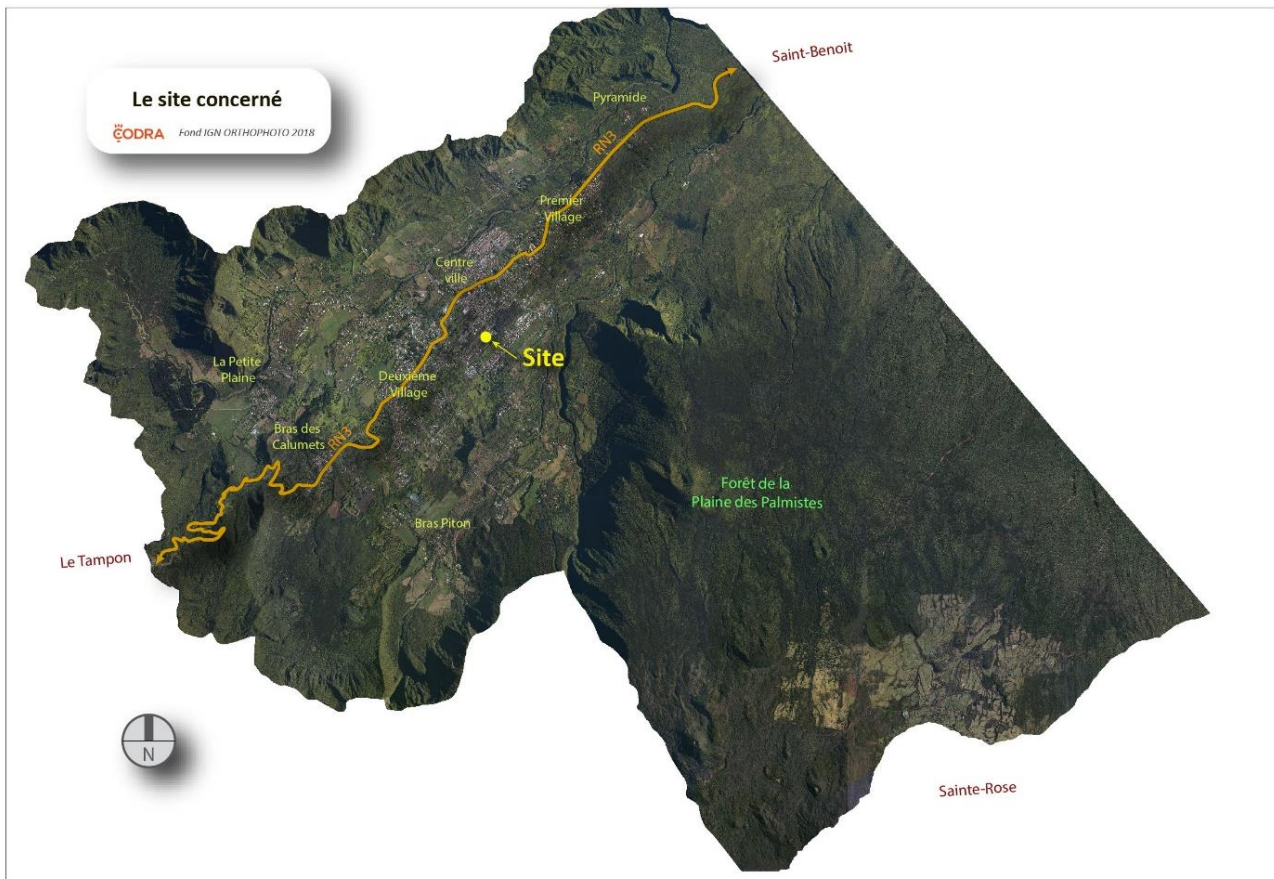 Le site concerné
CODRA Fond IGN ORTHOPHOTO 2018
Saint-Benoit
Pyramide
RN3
Premier
Village
Centre
ville
Site
La Petite
Plaine
Deuxième
Village
Bras des
Calumets
RN3
Forêt de la
Plaine des Palmistes
Bras Piton
Le Tampon
N
Sainte-Rose